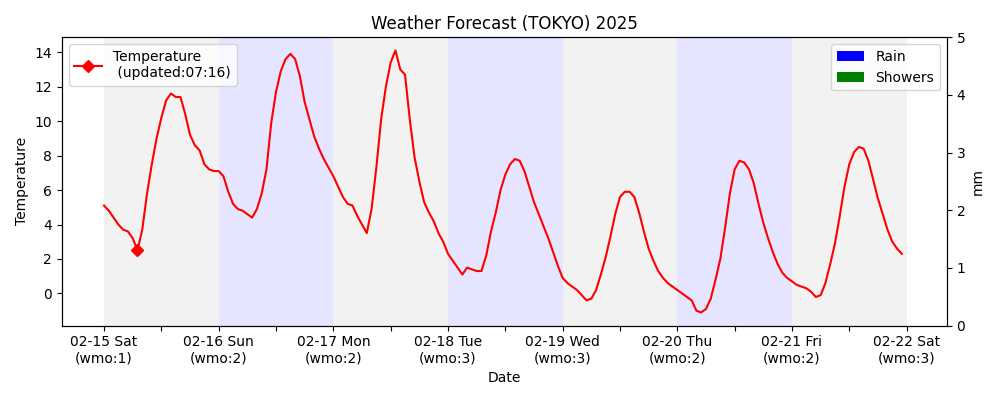 Weather Forecast (TOKYO) 2025
Temperature
(updated:07:16)
Rain
Showers
14
12
10
8
6
4
2
0
Temperature
5
4
3
2
1
0
mm
02-15 Sat
(wmo:1)
02-16 Sun
(wmo:2)
02-17 Mon
(wmo:2)
02-18 Tue
(wmo:3)
02-19 Wed
(wmo:3)
02-20 Thu
(wmo:2)
02-21 Fri
(wmo:2)
02-22 Sat
(wmo:3)
Date